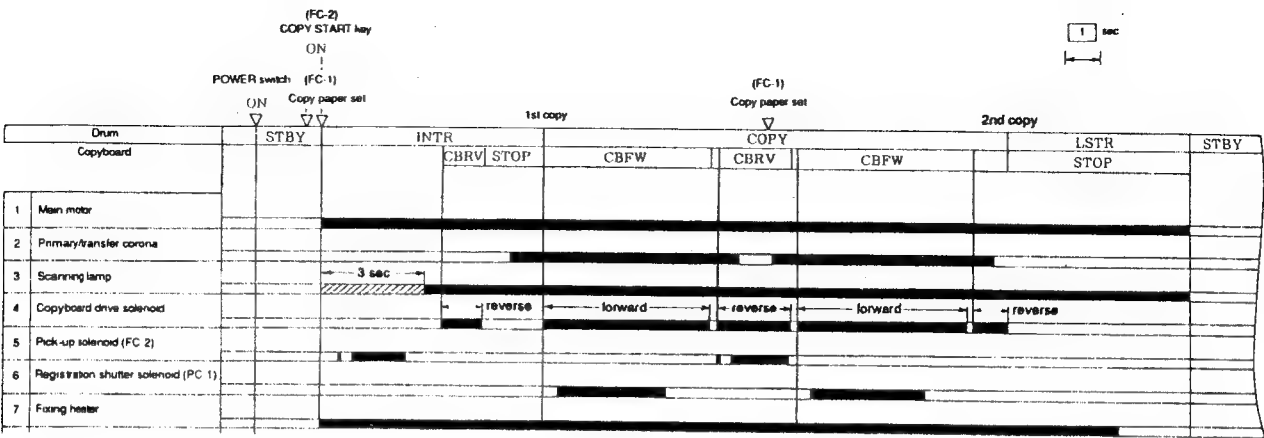 (FC-2)
COPY START key
ON
1 sec
POWER switch (FC-1)
ON Copy paper set
(FC-1)
Copy paper set
1st copy
2nd copy
Drum STBY INTR COPY LSTR STBY
Copyboard CBRV STOP CBFW CBRV CBFW STOP
1 Main motor
2 Primary/transfer corona
3 Scanning lamp 3 sec
4 Copyboard drive solenoid reverse forward reverse forward reverse
5 Pick-up solenoid (FC 2)
6 Registration shutter solenoid (PC 1)
7 Fixing heater